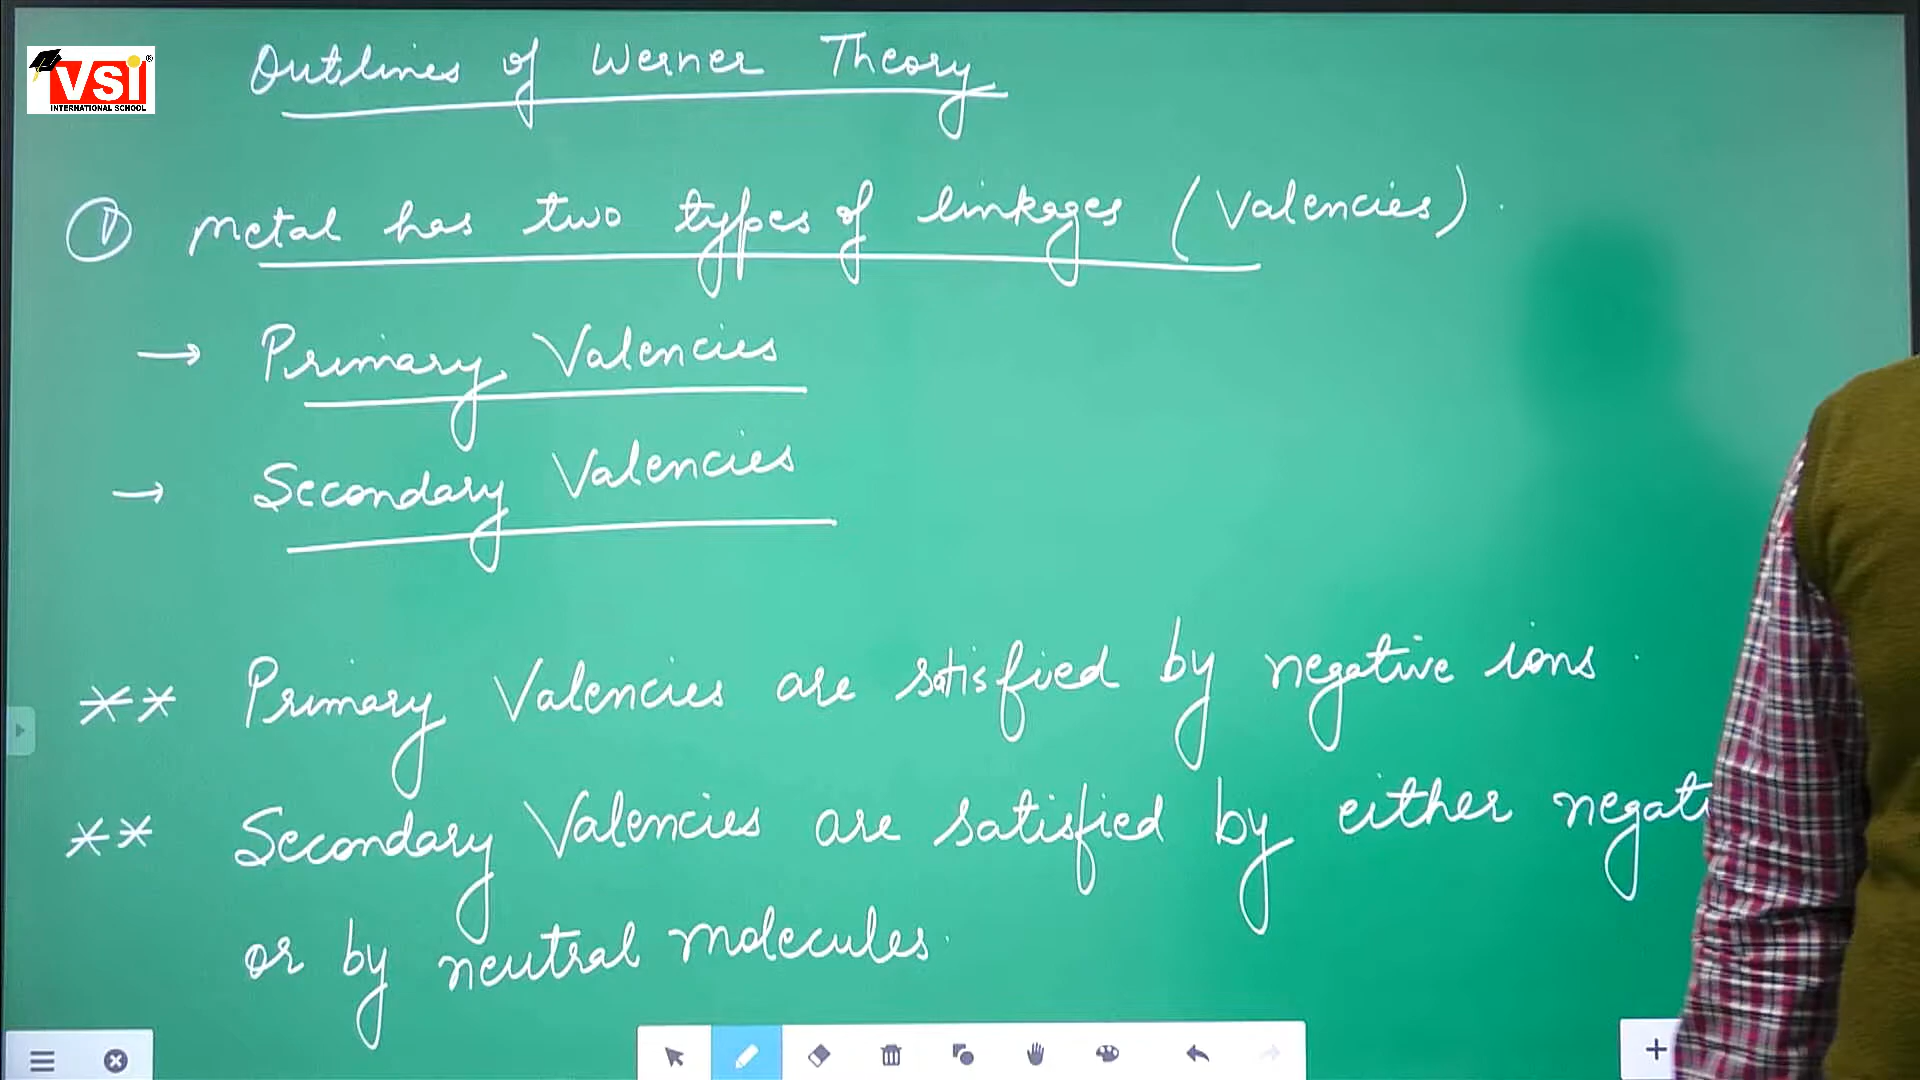 VSI
INTERNATIONAL SCHOOL
Outlines of Werner Theory
① Metal has two types of linkages (Valencies).
→ Primary Valencies
→ Secondary Valencies
** Primary Valencies are satisfied by negative ions.
** Secondary Valencies are satisfied by either negati
or by neutral molecules.